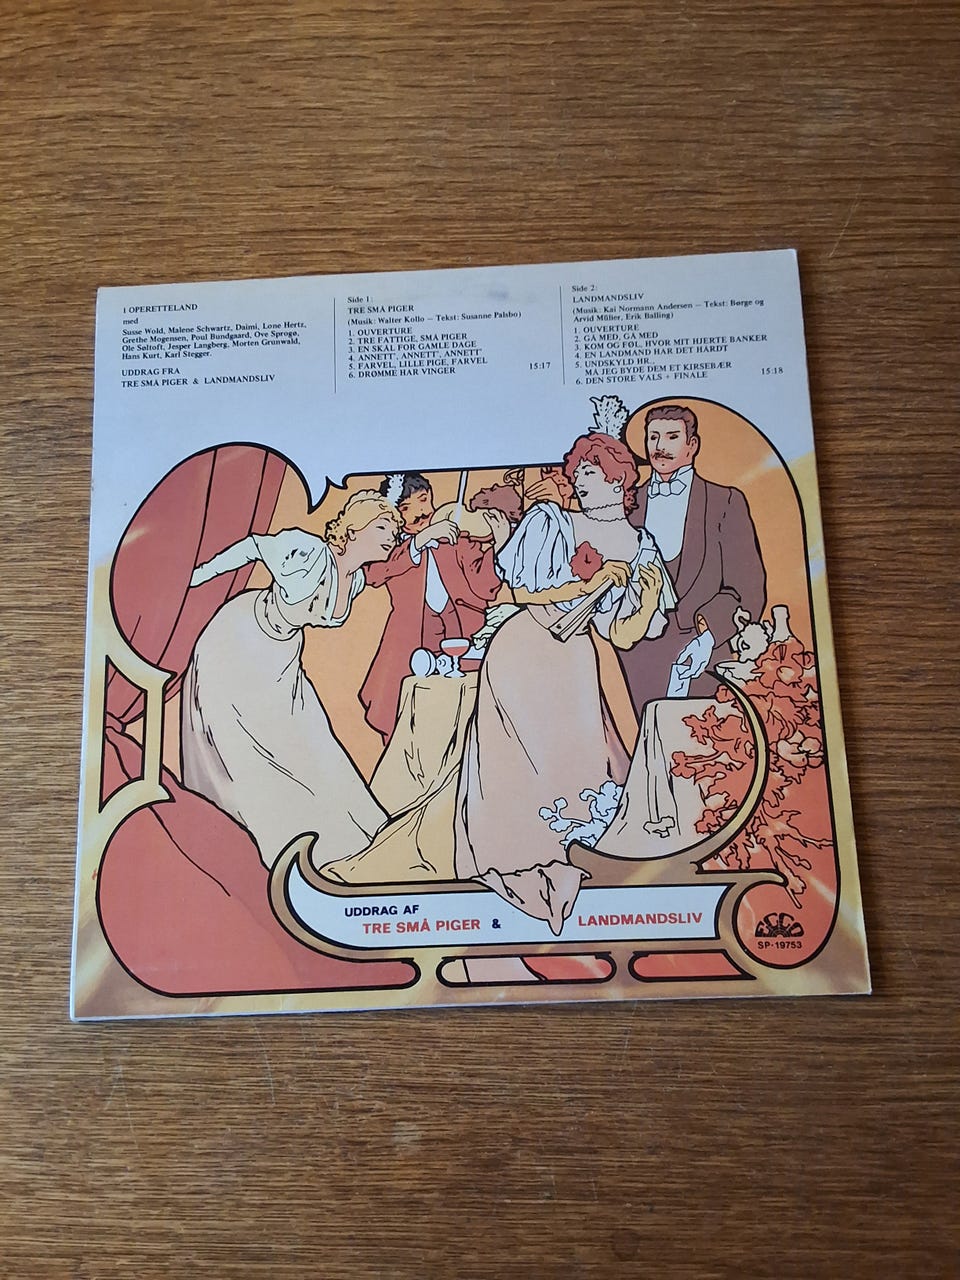 I OPERETTELAND
med
Susse Wold, Malene Schwartz, Daimi, Lone Hertz,
Grethe Mogensen, Poul Bundgaard, Ove Sprogø,
Ole Søltoft, Jesper Langberg, Morten Grunwald,
Hans Kurt, Karl Stegger.
UDDRAG FRA
TRE SMÅ PIGER & LANDMANDSLIV
Side 1:
TRE SMÅ PIGER
(Musik: Walter Kollo – Tekst: Susanne Palsbo)
1. OUVERTURE
2. TRE FATTIGE, SMÅ PIGER
3. EN SKÅL FOR GAMLE DAGE
4. ANNETT', ANNETT', ANNETT'
5. FARVEL, LILLE PIGE, FARVEL
6. DRØMME HAR VINGER 15:17
Side 2:
LANDMANDSLIV
(Musik: Kai Normann Andersen – Tekst: Børge og
Arvid Müller, Erik Balling)
1. OUVERTURE
2. GÅ MED, GÅ MED
3. KOM OG FØL, HVOR MIT HJERTE BANKER
4. EN LANDMAND HAR DET HÅRDT
5. UNDSKYLD HR...
MÅ JEG BYDE DEM ET KIRSEBÆR
6. DEN STORE VALS + FINALE 15:18
UDDRAG AF
TRE SMÅ PIGER & LANDMANDSLIV
SP-19753